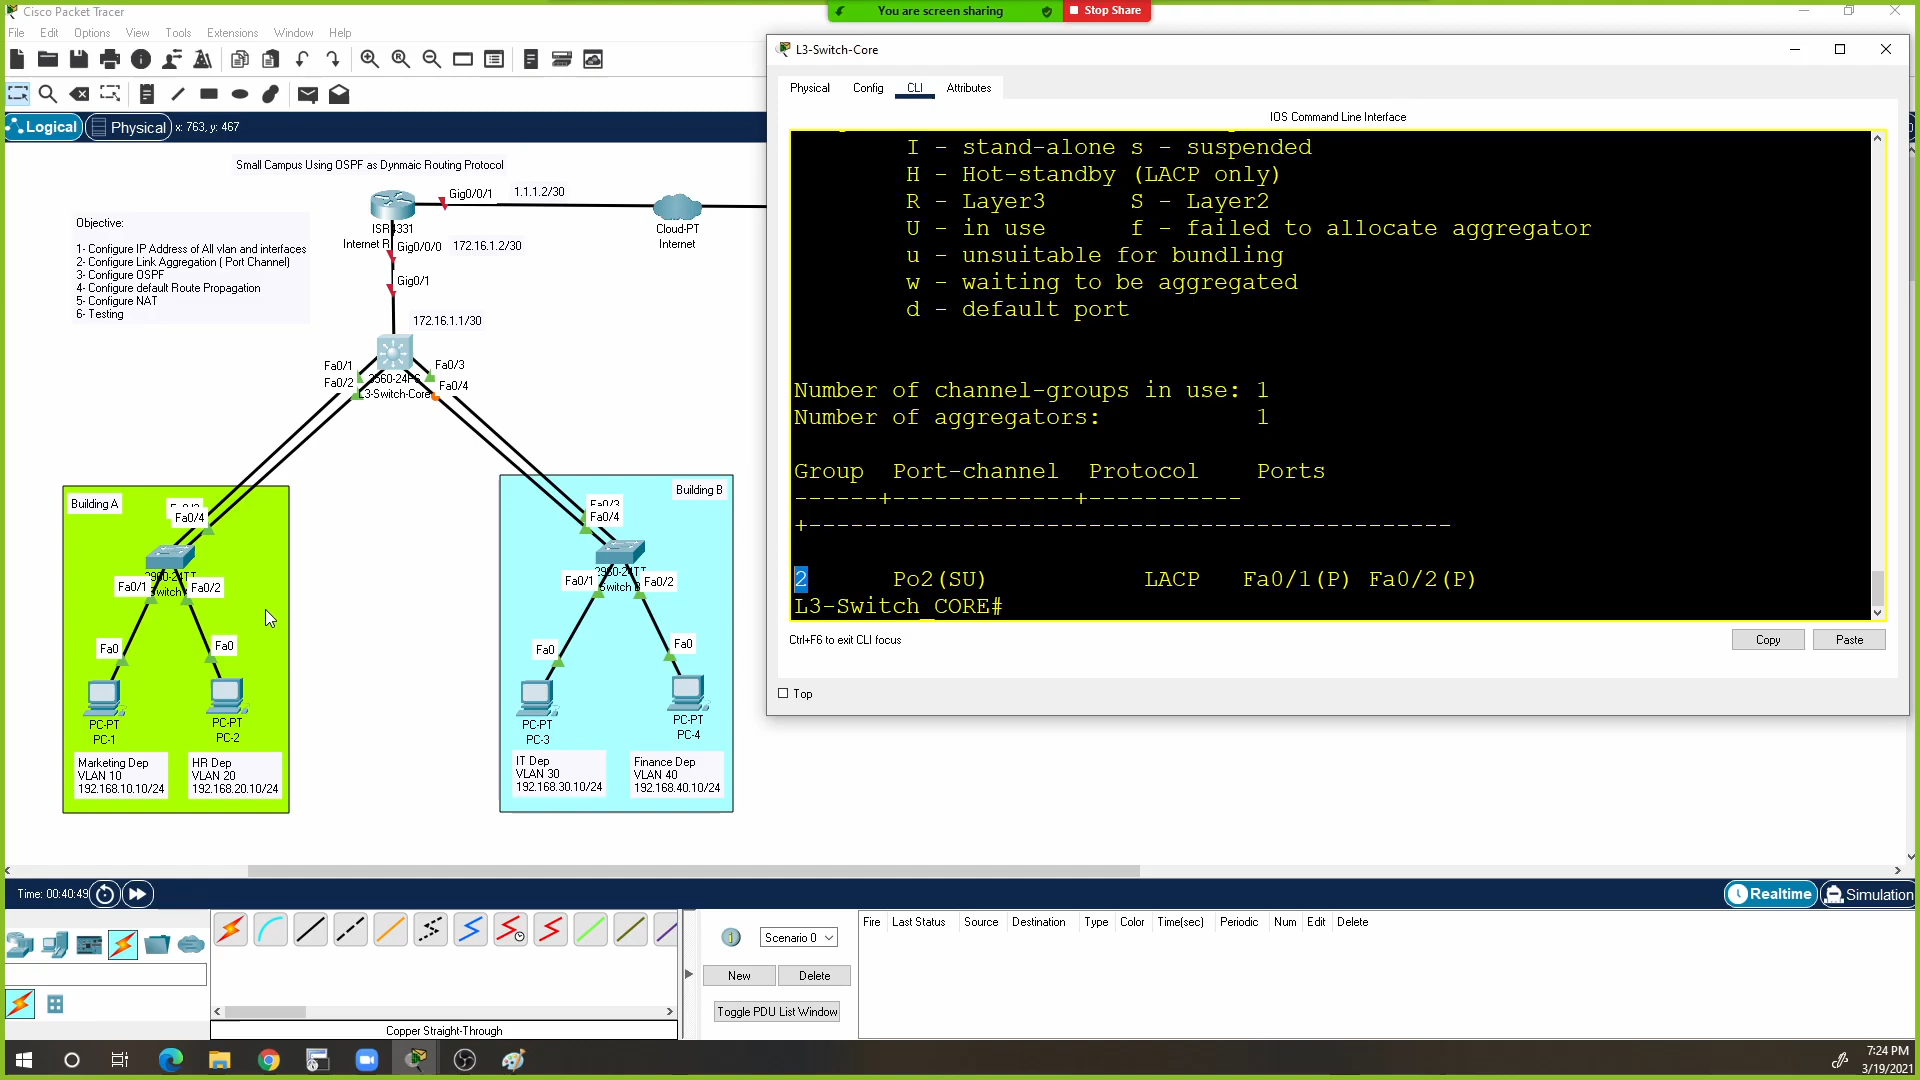 Cisco Packet Tracer
You are screen sharing
Stop Share
File Edit Options View Tools Extensions Window Help
Logical
Physical
x: 763, y: 467
Small Campus Using OSPF as Dynmaic Routing Protocol
Objective:
1- Configure IP Address of All vlan and interfaces
2- Configure Link Aggregation ( Port Channel)
3- Configure OSPF
4- Configure default Route Propagation
5- Configure NAT
6- Testing
Gig0/0/1
1.1.1.2/30
Internet R
Gig0/0/0
172.16.1.2/30
Gig0/1
172.16.1.1/30
Cloud-PT
Internet
Fa0/1
Fa0/2
Fa0/3
Fa0/4
L3-Switch-Core
Building A
Fa0/4
Fa0/1
Fa0/2
Fa0
Fa0
PC-PT
PC-1
PC-PT
PC-2
Marketing Dep
VLAN 10
192.168.10.10/24
HR Dep
VLAN 20
192.168.20.10/24
Building B
Fa0/3
Fa0/4
Fa0/1
Fa0/2
Fa0
Fa0
PC-PT
PC-3
PC-PT
PC-4
IT Dep
VLAN 30
192.168.30.10/24
Finance Dep
VLAN 40
192.168.40.10/24
L3-Switch-Core
Physical Config CLI Attributes
IOS Command Line Interface
I - stand-alone s - suspended
H - Hot-standby (LACP only)
R - Layer3 S - Layer2
U - in use f - failed to allocate aggregator
u - unsuitable for bundling
w - waiting to be aggregated
d - default port
Number of channel-groups in use: 1
Number of aggregators: 1
Group Port-channel Protocol Ports
------+-------------+-----------
+----------------------------------------------
2 Po2(SU) LACP Fa0/1(P) Fa0/2(P)
L3-Switch_CORE#
Ctrl+F6 to exit CLI focus
Copy
Paste
Top
Time: 00:40:49
Realtime
Simulation
Scenario 0
New
Delete
Toggle PDU List Window
Fire Last Status Source Destination Type Color Time(sec) Periodic Num Edit Delete
Copper Straight-Through
7:24 PM
3/19/2021